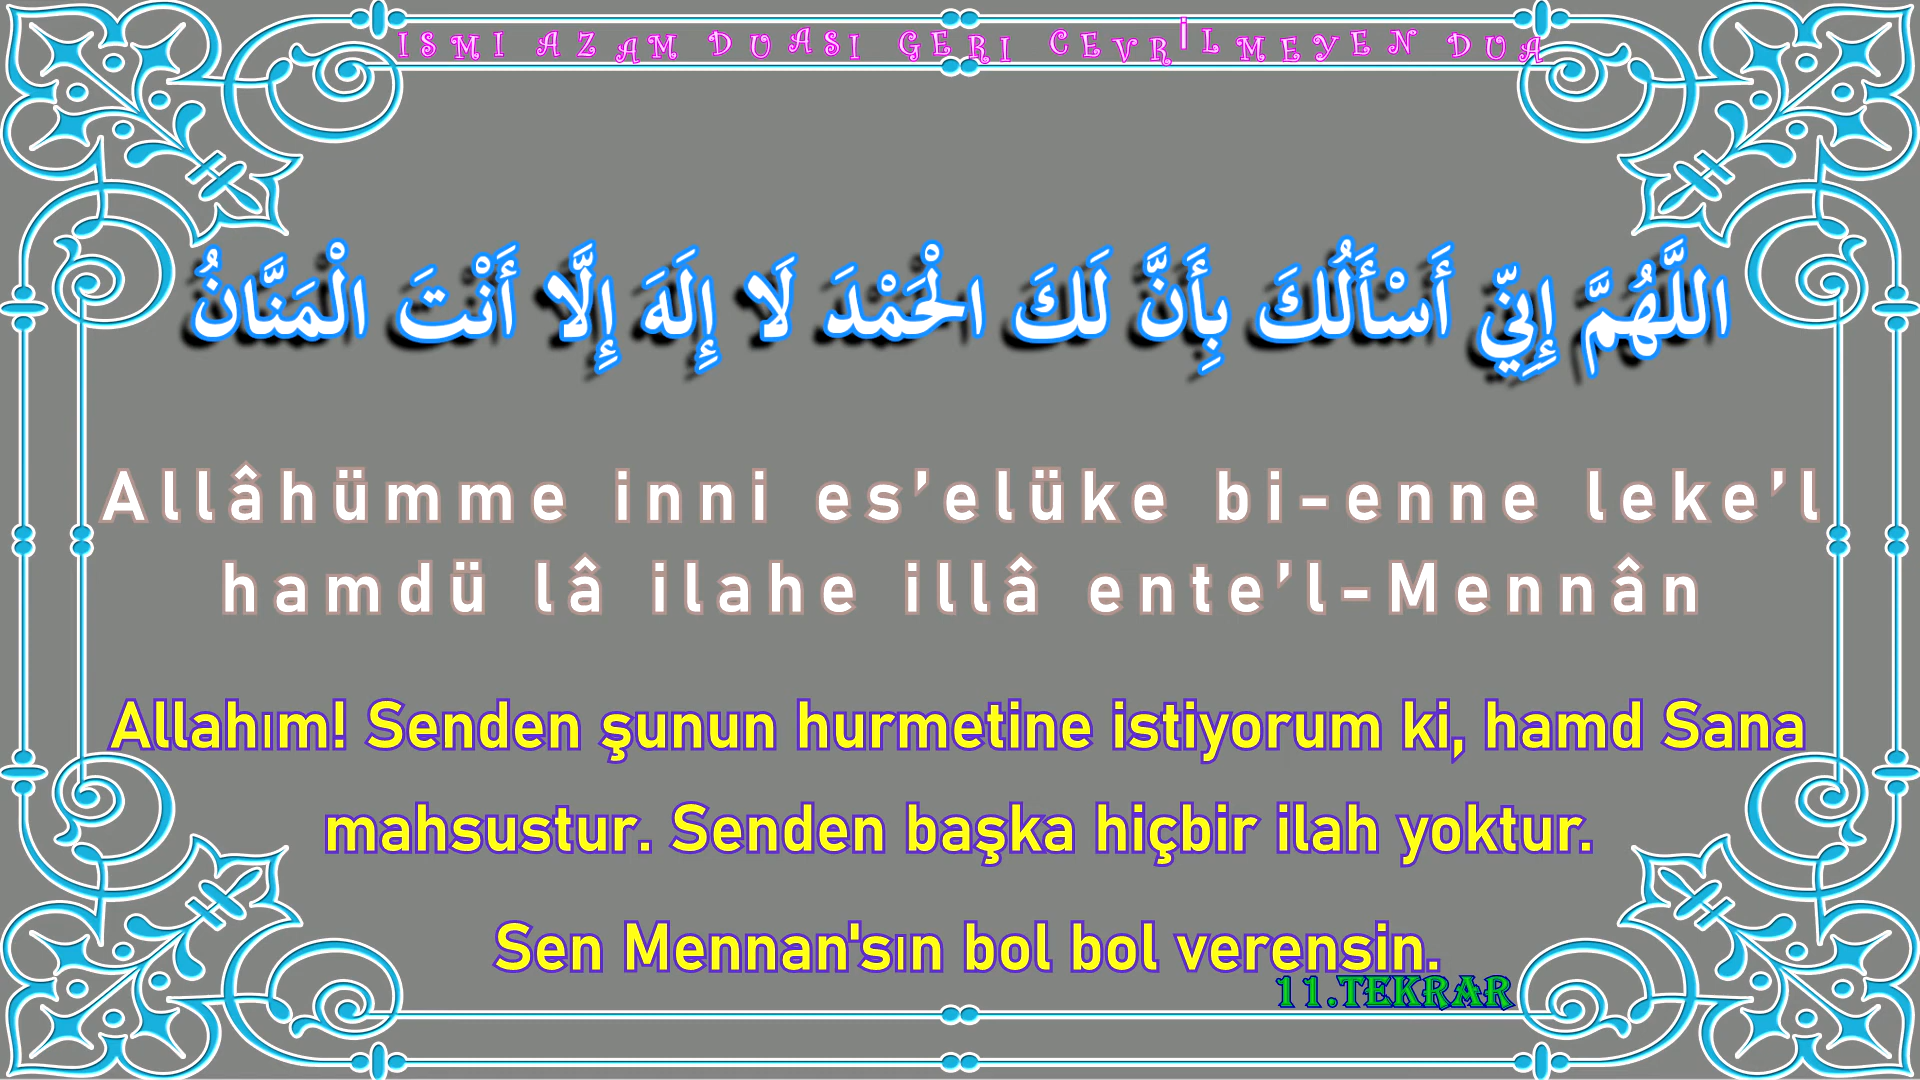 ISMI AZAM DUASI GERI CEVRİLMEYEN DUA
اللَّهُمَّ إِنِّي أَسْأَلُكَ بِأَنَّ لَكَ الْحَمْدَ لَا إِلَهَ إِلَّا أَنْتَ الْمَنَّانُ
Allâhümme inni es’elüke bi-enne leke’l
hamdü lâ ilahe illâ ente’l-Mennân
Allahım! Senden şunun hurmetine istiyorum ki, hamd Sana
mahsustur. Senden başka hiçbir ilah yoktur.
Sen Mennan'sın bol bol verensin.
11.TEKRAR